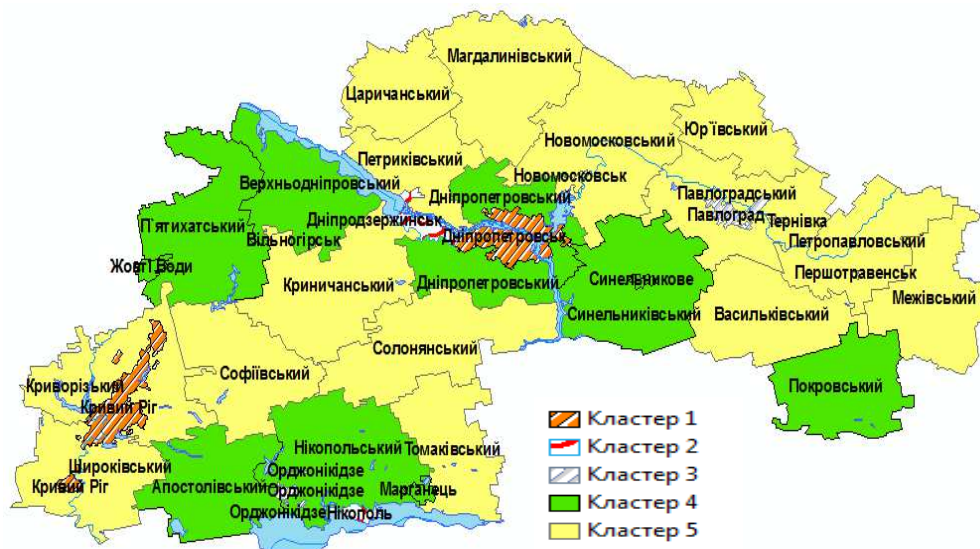 Магдалинівський
Царичанський
Новомосковський
Юр`ївський
Петриківський
Новомосковськ
Верхньодніпровський
Дніпропетровський
Павлоградський
Павлоград
Тернівка
Дніпродзержинськ
П`ятихатський
Вільногірськ
Дніпропетровськ
Петропавловський
Жовті Води
Криничанський
Дніпропетровський
Синельникове
Першотравенськ
Межівський
Синельниківський
Васильківський
Солонянський
Софіївський
Криворізький
Кривий Ріг
Покровський
Нікопольський
Томаківський
Широківський
Орджонікідзе
Кривий Ріг
Апостолівський
Орджонікідзе
Марганець
Орджонікідзе
Нікополь
Кластер 1
Кластер 2
Кластер 3
Кластер 4
Кластер 5